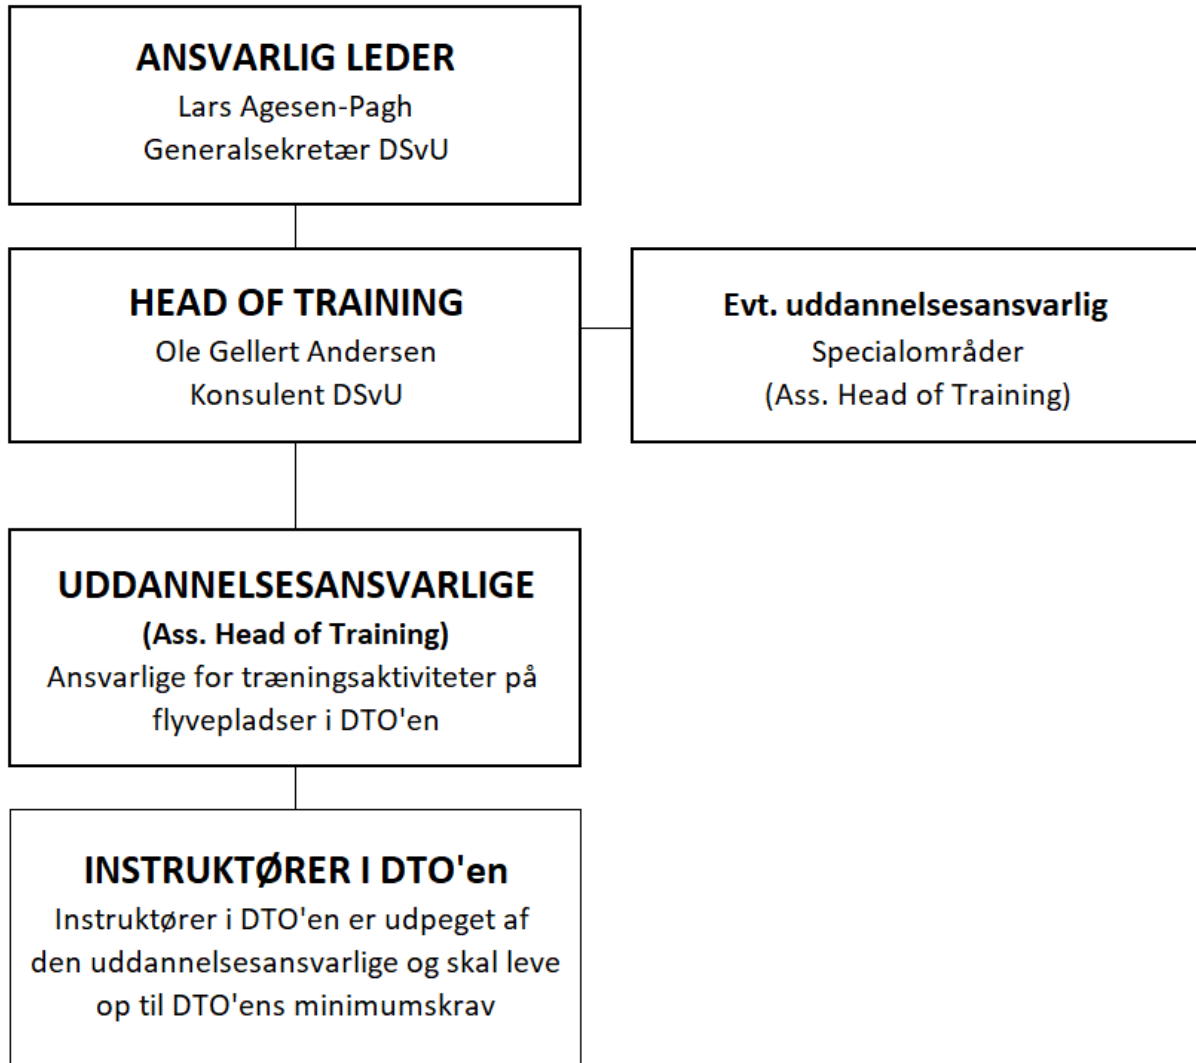 ANSVARLIG LEDER
Lars Agesen-Pagh
Generalsekretær DSvU
HEAD OF TRAINING
Ole Gellert Andersen
Konsulent DSvU
Evt. uddannelsesansvarlig
Specialområder
(Ass. Head of Training)
UDDANNELSESANSVARLIGE
(Ass. Head of Training)
Ansvarlige for træningsaktiviteter på
flyvepladser i DTO'en
INSTRUKTØRER I DTO'en
Instruktører i DTO'en er udpeget af
den uddannelsesansvarlige og skal leve
op til DTO'ens minimumskrav